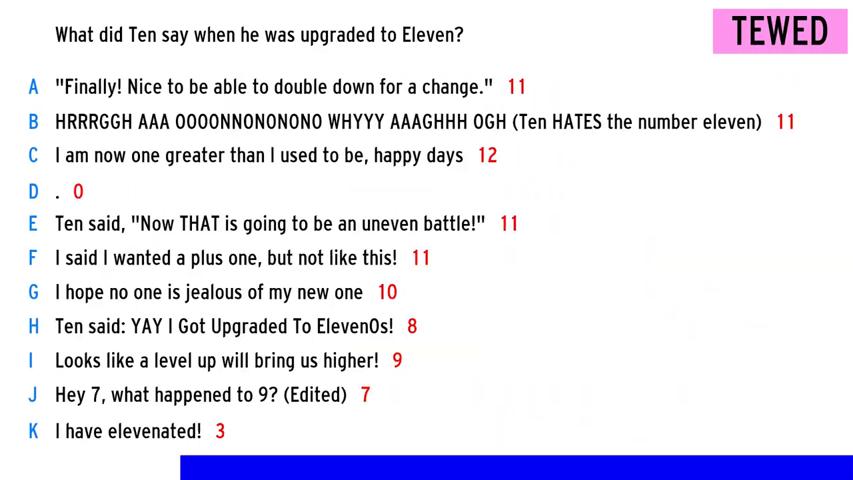 What did Ten say when he was upgraded to Eleven?
TEWED
A "Finally! Nice to be able to double down for a change." 11
B HRRRGGH AAA OOOONNONONONO WHYYY AAAGHHH OGH (Ten HATES the number eleven) 11
C I am now one greater than I used to be, happy days 12
D . 0
E Ten said, "Now THAT is going to be an uneven battle!" 11
F I said I wanted a plus one, but not like this! 11
G I hope no one is jealous of my new one 10
H Ten said: YAY I Got Upgraded To ElevenOs! 8
I Looks like a level up will bring us higher! 9
J Hey 7, what happened to 9? (Edited) 7
K I have elevenated! 3